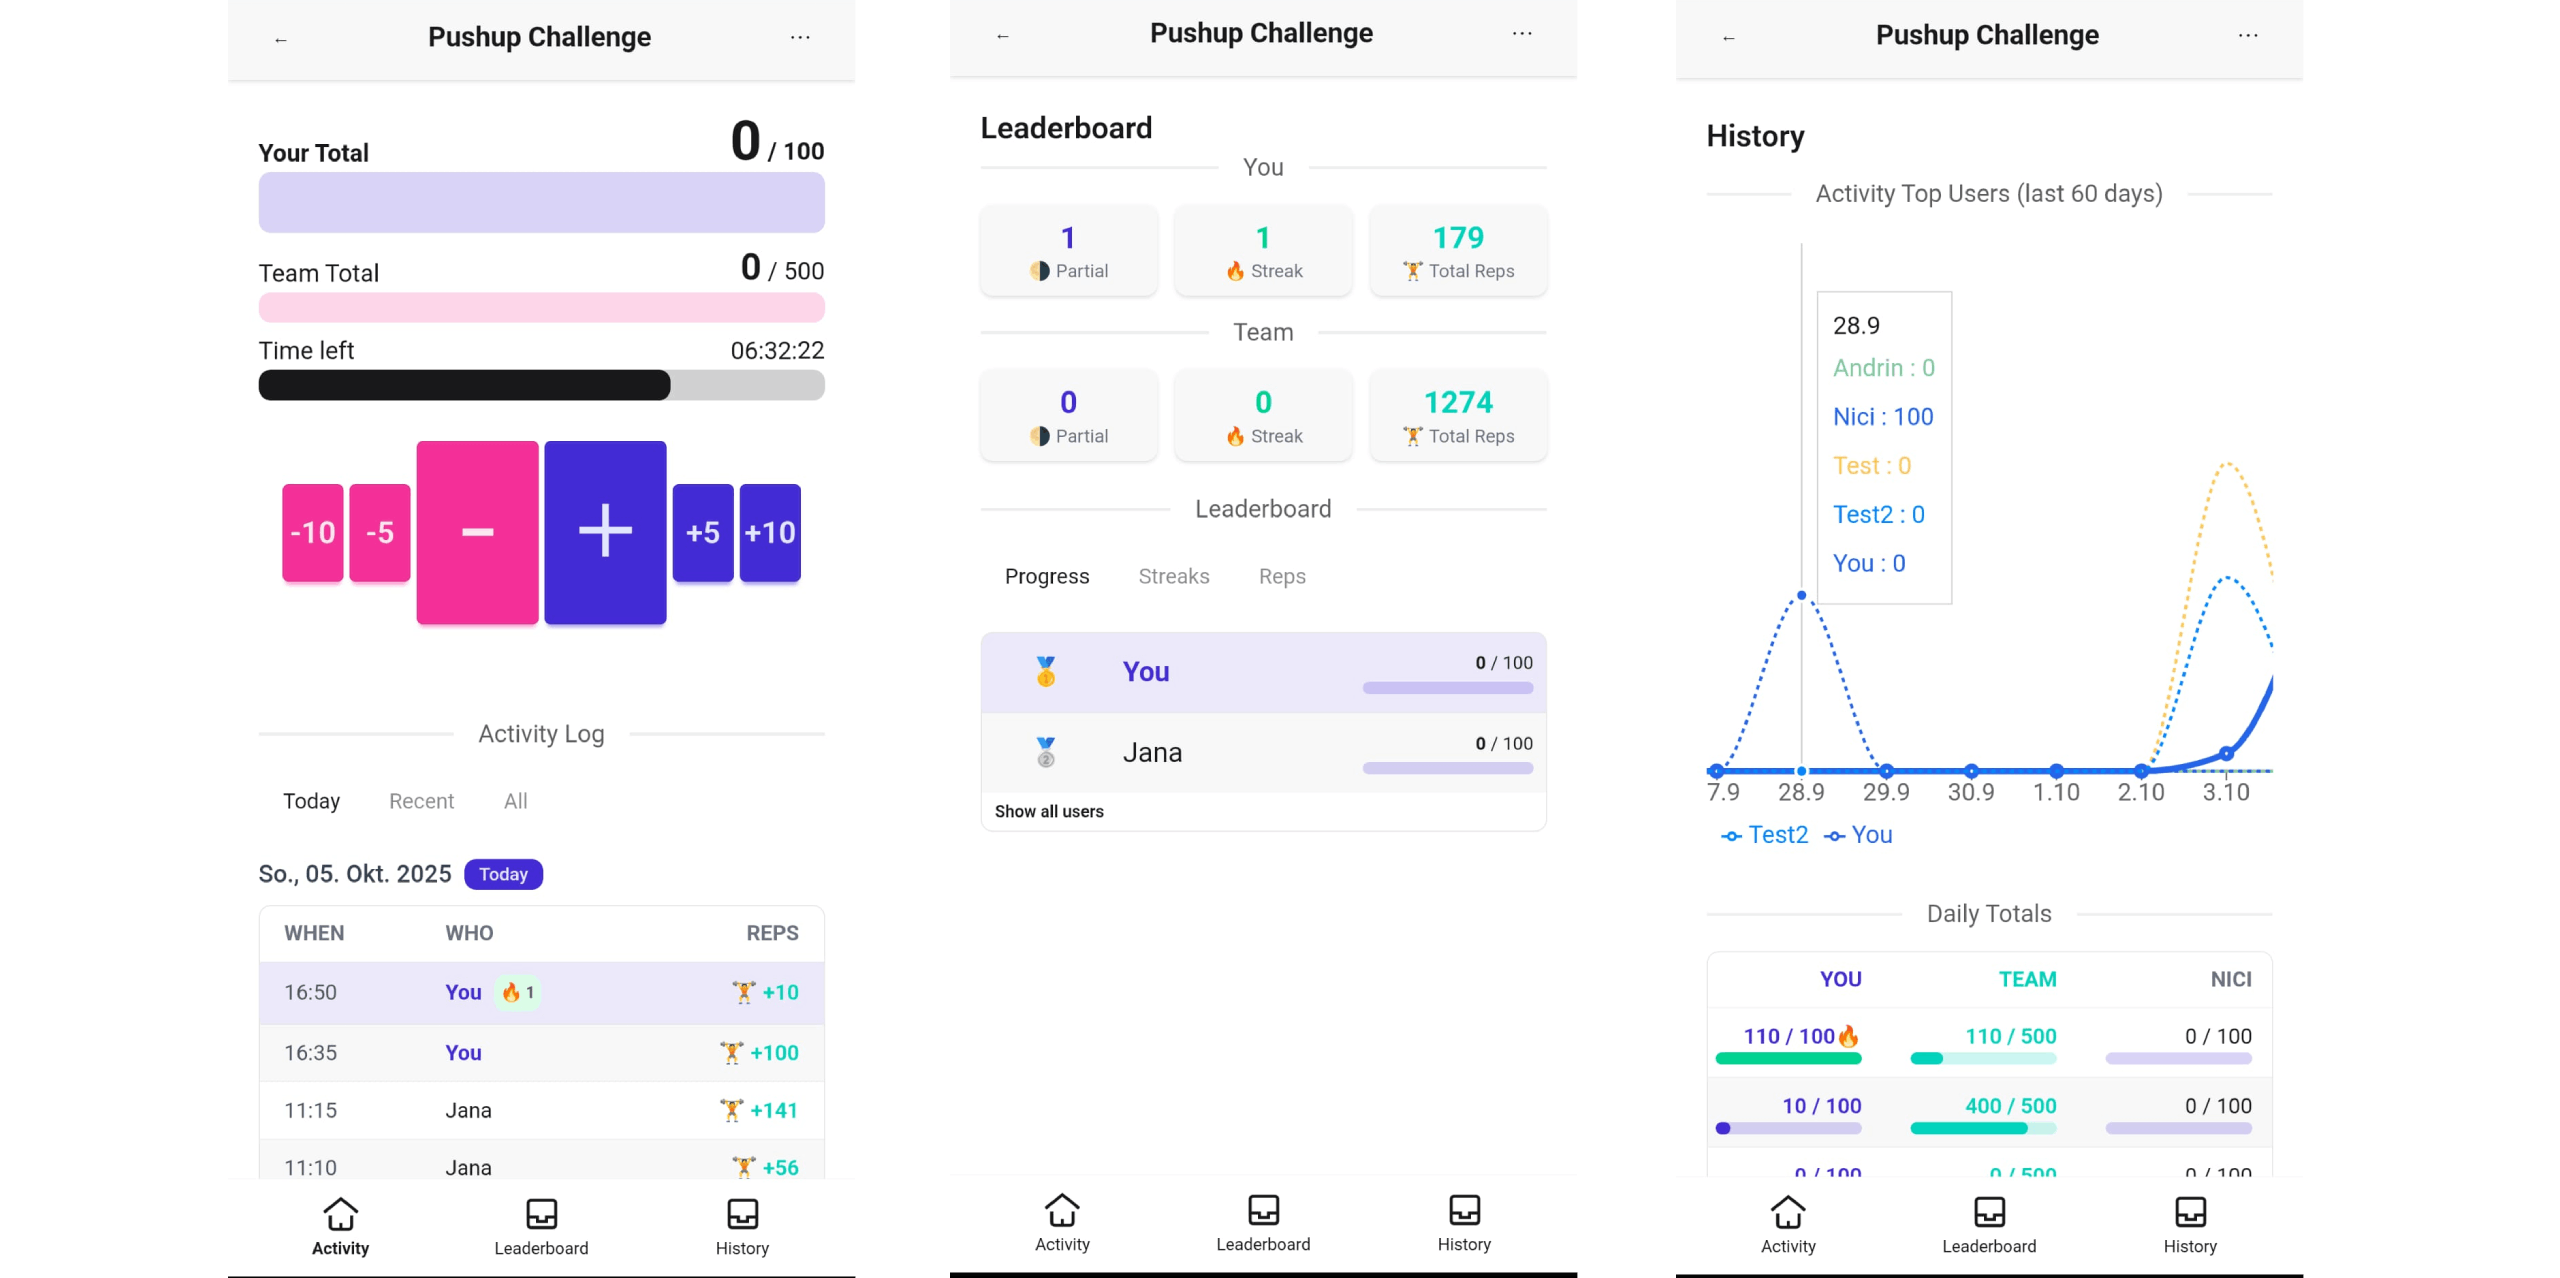 ← Pushup Challenge ...
Your Total 0 / 100
Team Total 0 / 500
Time left 06:32:22
-10 -5 − + +5 +10
Activity Log
Today Recent All
So., 05. Okt. 2025 Today
WHEN WHO REPS
16:50 You 🔥 1 🏋 +10
16:35 You 🏋 +100
11:15 Jana 🏋 +141
11:10 Jana 🏋 +56
Activity Leaderboard History
← Pushup Challenge ...
Leaderboard
You
1 1 179
🌗 Partial 🔥 Streak 🏋 Total Reps
Team
0 0 1274
🌗 Partial 🔥 Streak 🏋 Total Reps
Leaderboard
Progress Streaks Reps
🥇 You 0 / 100
🥈 Jana 0 / 100
Show all users
Activity Leaderboard History
← Pushup Challenge ...
History
Activity Top Users (last 60 days)
28.9
Andrin : 0
Nici : 100
Test : 0
Test2 : 0
You : 0
7.9 28.9 29.9 30.9 1.10 2.10 3.10
Test2 You
Daily Totals
YOU TEAM NICI
110 / 100🔥 110 / 500 0 / 100
10 / 100 400 / 500 0 / 100
0 / 100 0 / 500 0 / 100
Activity Leaderboard History